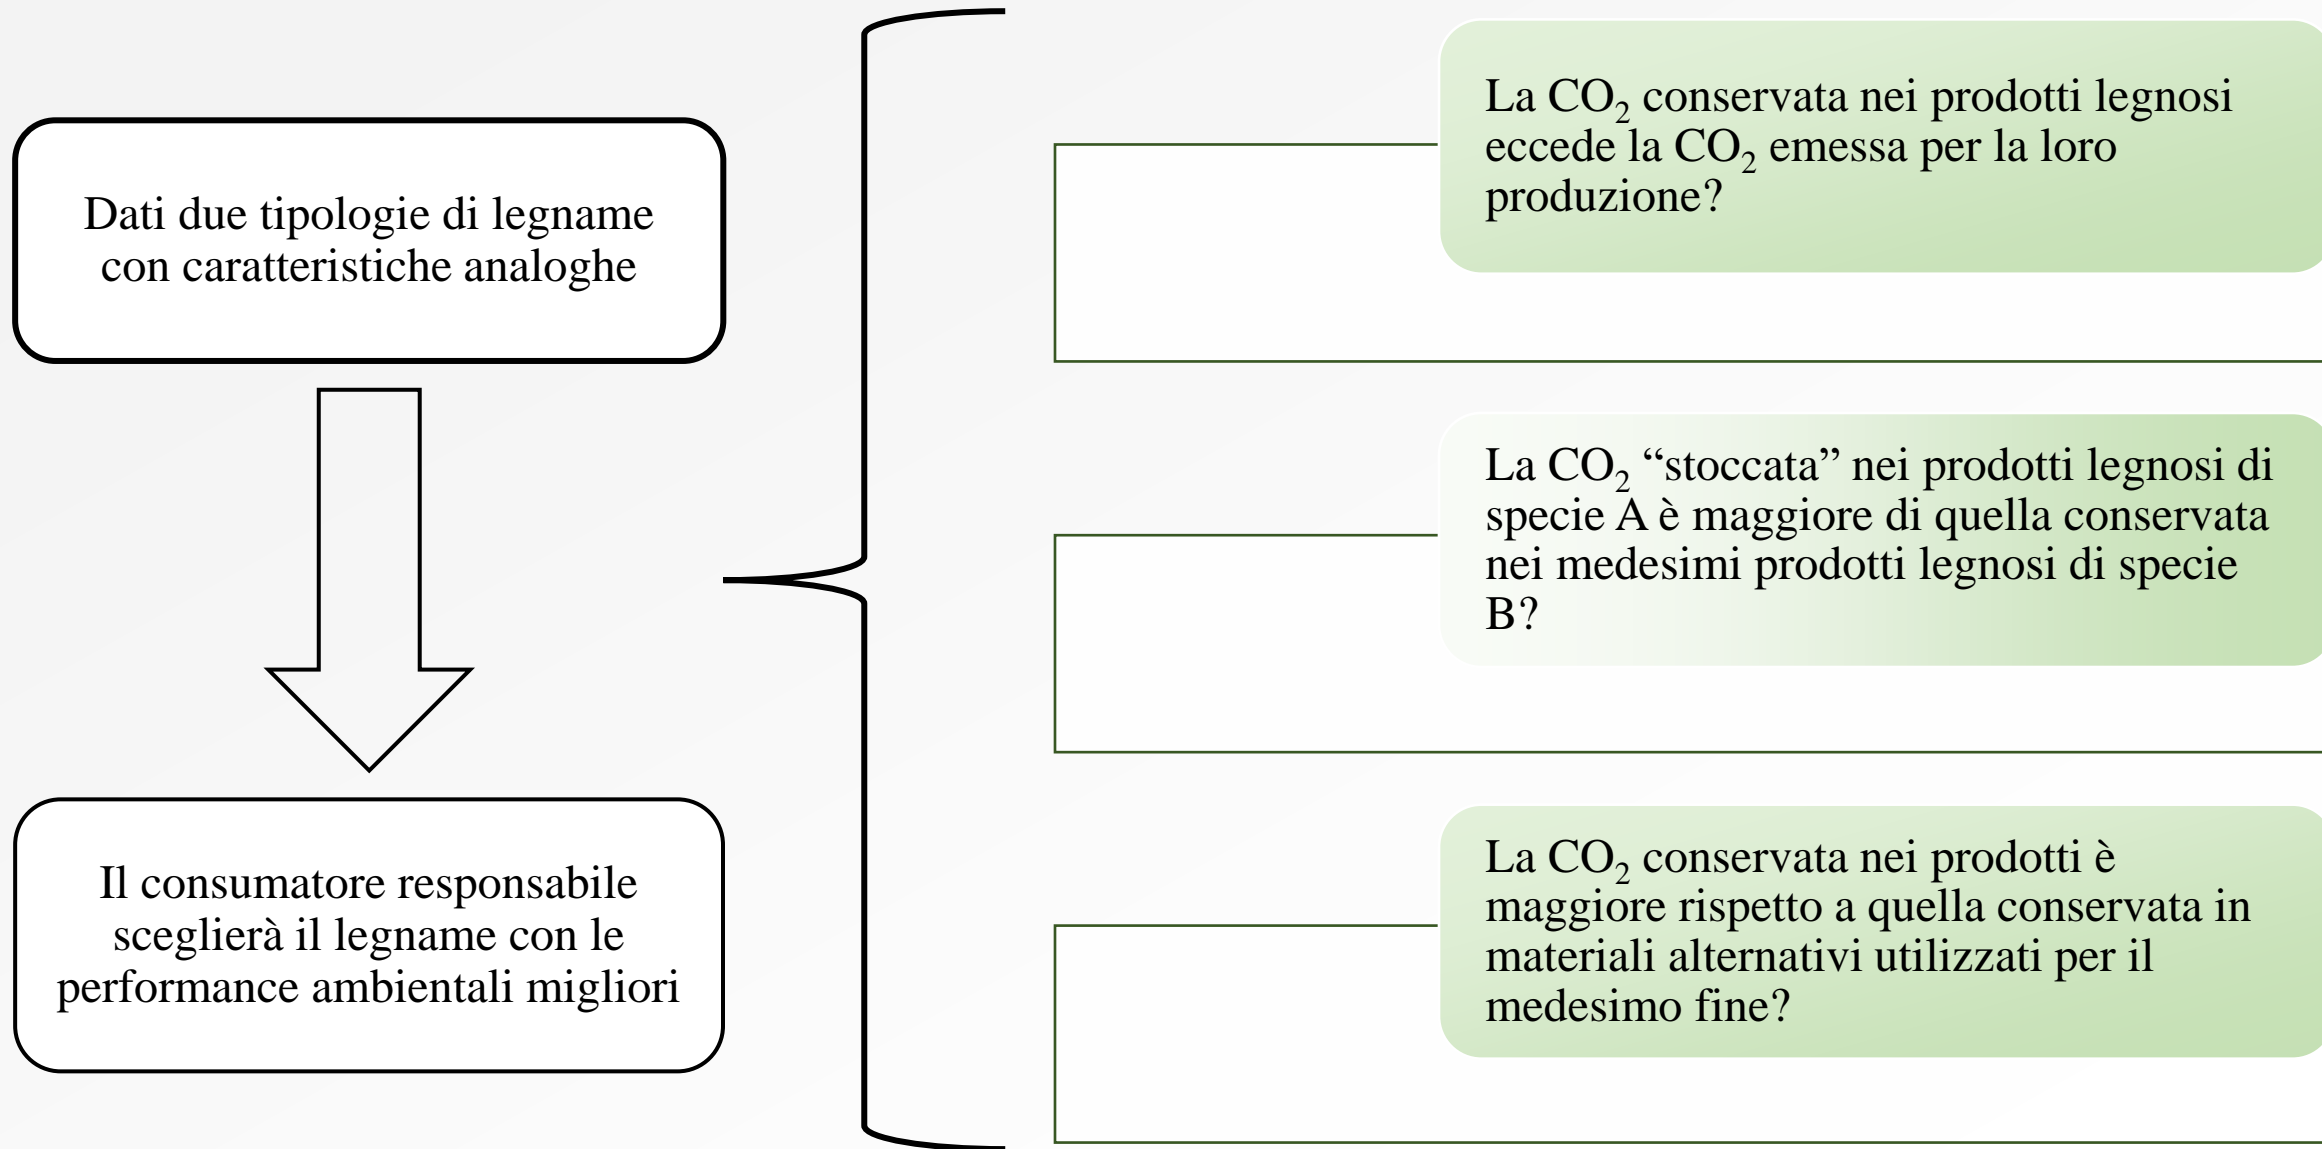 Dati due tipologie di legname
con caratteristiche analoghe
Il consumatore responsabile
sceglierà il legname con le
performance ambientali migliori
La CO₂ conservata nei prodotti legnosi
eccede la CO₂ emessa per la loro
produzione?
La CO₂ “stoccata” nei prodotti legnosi di
specie A è maggiore di quella conservata
nei medesimi prodotti legnosi di specie
B?
La CO₂ conservata nei prodotti è
maggiore rispetto a quella conservata in
materiali alternativi utilizzati per il
medesimo fine?